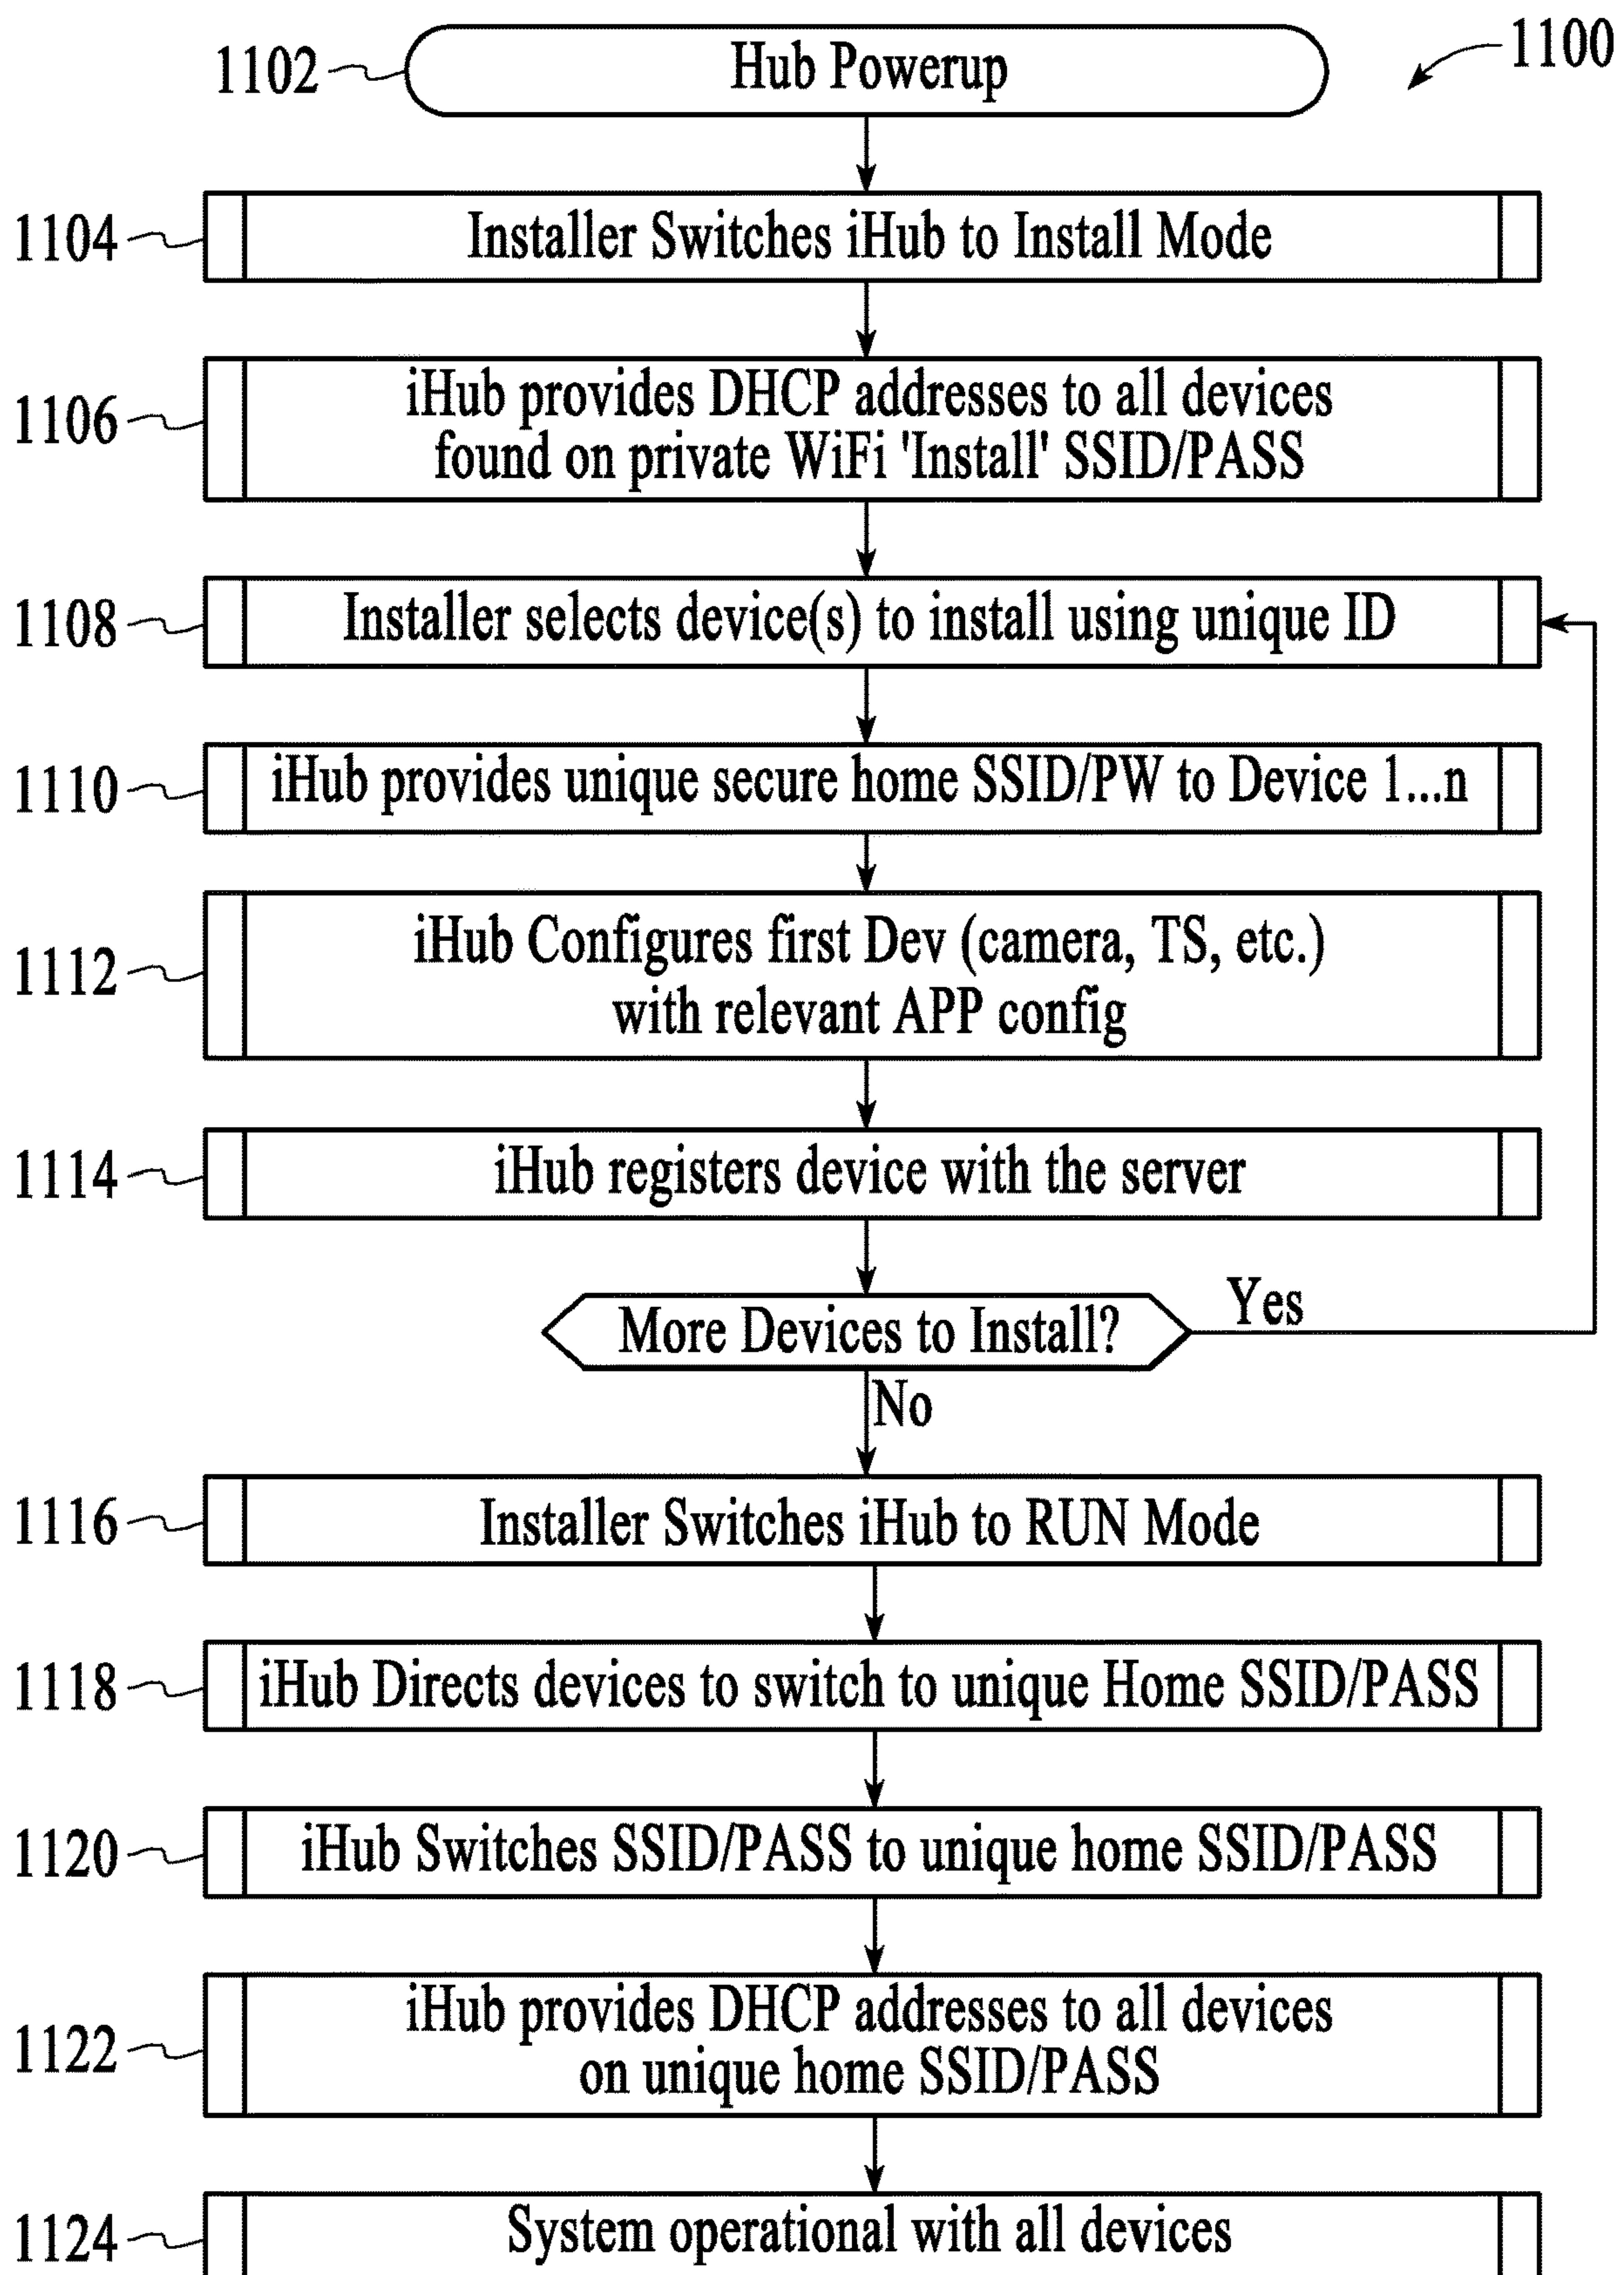 1100
1102 Hub Powerup
1104 Installer Switches iHub to Install Mode
1106 iHub provides DHCP addresses to all devices
found on private WiFi 'Install' SSID/PASS
1108 Installer selects device(s) to install using unique ID
1110 iHub provides unique secure home SSID/PW to Device 1...n
1112 iHub Configures first Dev (camera, TS, etc.)
with relevant APP config
1114 iHub registers device with the server
More Devices to Install?
Yes
No
1116 Installer Switches iHub to RUN Mode
1118 iHub Directs devices to switch to unique Home SSID/PASS
1120 iHub Switches SSID/PASS to unique home SSID/PASS
1122 iHub provides DHCP addresses to all devices
on unique home SSID/PASS
1124 System operational with all devices